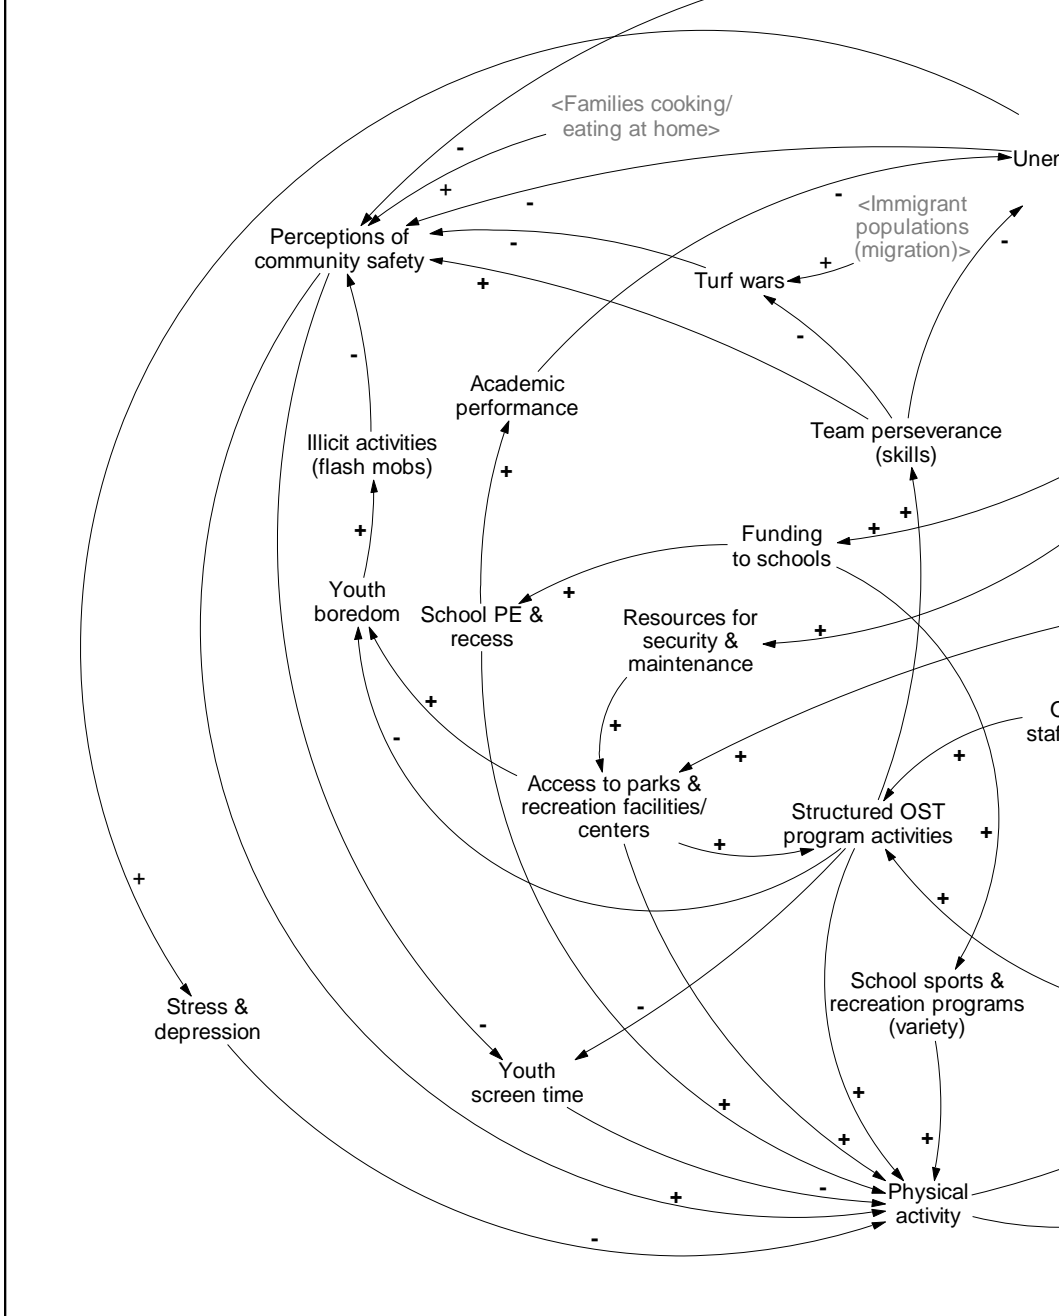 <Families cooking/
eating at home>
-
+
-
-
+
-
<Immigrant
populations
(migration)>
+
-
-
Perceptions of
community safety
Turf wars
-
Academic
performance
Team perseverance
(skills)
Illicit activities
(flash mobs)
+
+
+
+
Funding
to schools
Youth
boredom
+
School PE &
recess
Resources for
security &
maintenance
+
+
-
+
+
+
Access to parks &
recreation facilities/
centers
+
Structured OST
program activities
+
+
+
Stress &
depression
School sports &
recreation programs
(variety)
-
-
Youth
screen time
+
+
+
+
-
+
-
Physical
activity